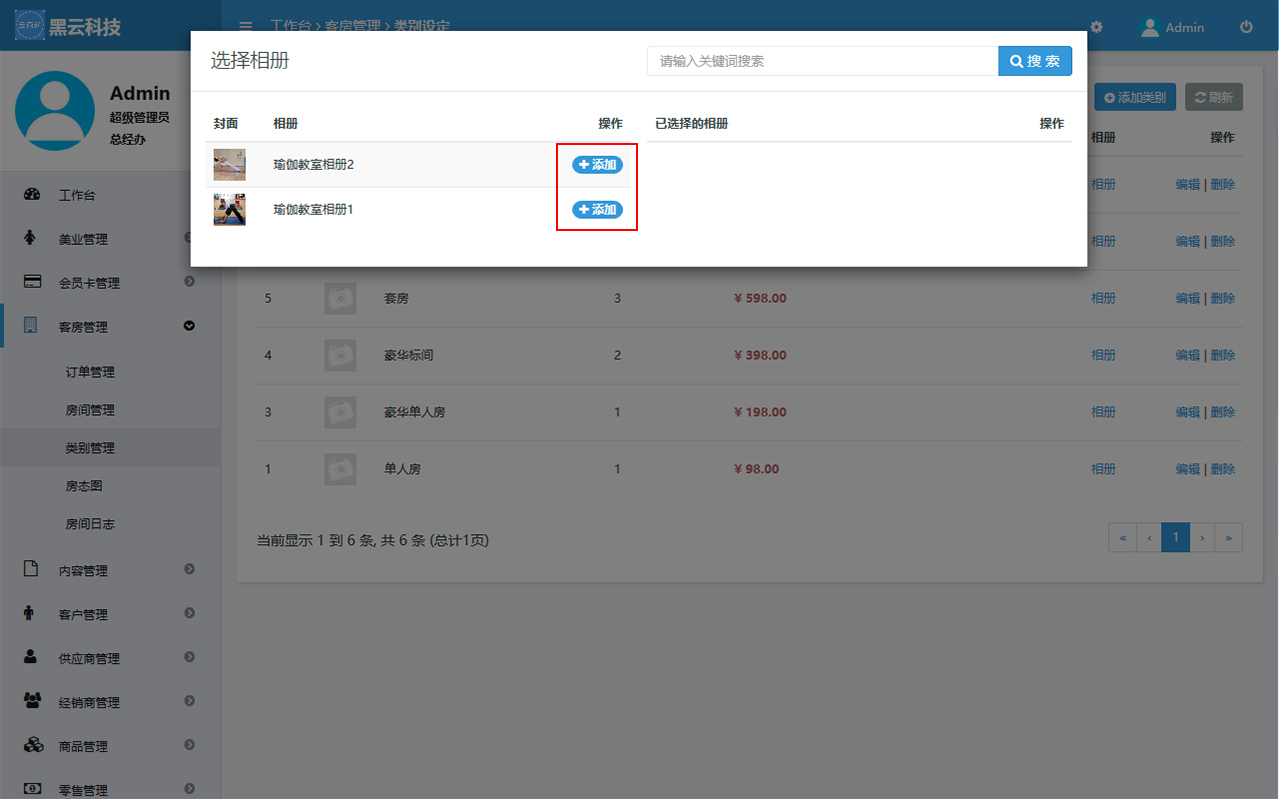 黑云科技
工作台 > 客房管理 > 类别设定
Admin
选择相册
请输入关键词搜索
搜 索
Admin
超级管理员
总经办
添加类别
刷新
封面 相册 操作
已选择的相册 操作
相册 操作
瑜伽教室相册2 添加
瑜伽教室相册1 添加
相册 编辑 | 删除
相册 编辑 | 删除
5 套房 3 ¥ 598.00 相册 编辑 | 删除
4 豪华标间 2 ¥ 398.00 相册 编辑 | 删除
3 豪华单人房 1 ¥ 198.00 相册 编辑 | 删除
1 单人房 1 ¥ 98.00 相册 编辑 | 删除
当前显示 1 到 6 条, 共 6 条 (总计1页)
« ‹ 1 › »
工作台
美业管理
会员卡管理
客房管理
订单管理
房间管理
类别管理
房态图
房间日志
内容管理
客户管理
供应商管理
经销商管理
商品管理
零售管理